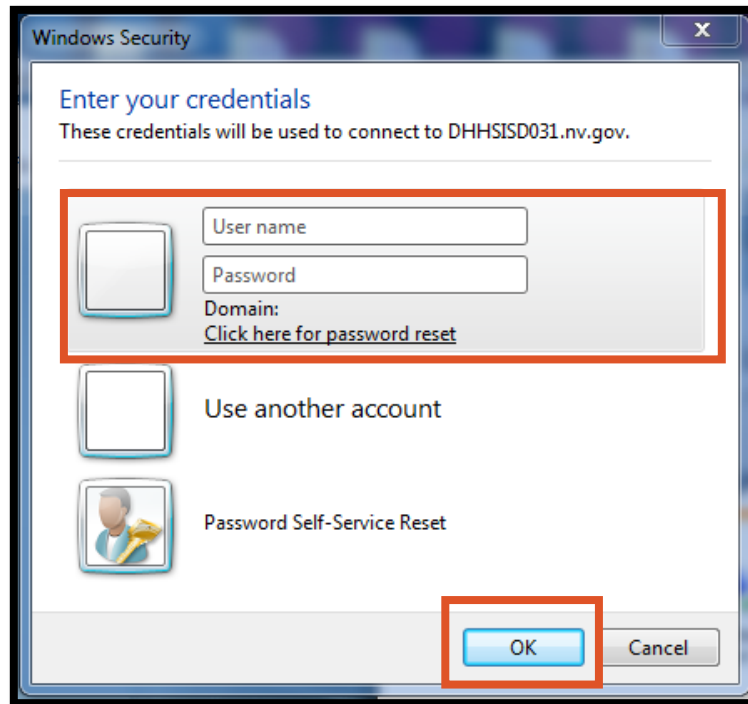 Windows Security
X
Enter your credentials
These credentials will be used to connect to DHHSISD031.nv.gov.
User name
Password
Domain:
Click here for password reset
Use another account
Password Self-Service Reset
OK Cancel